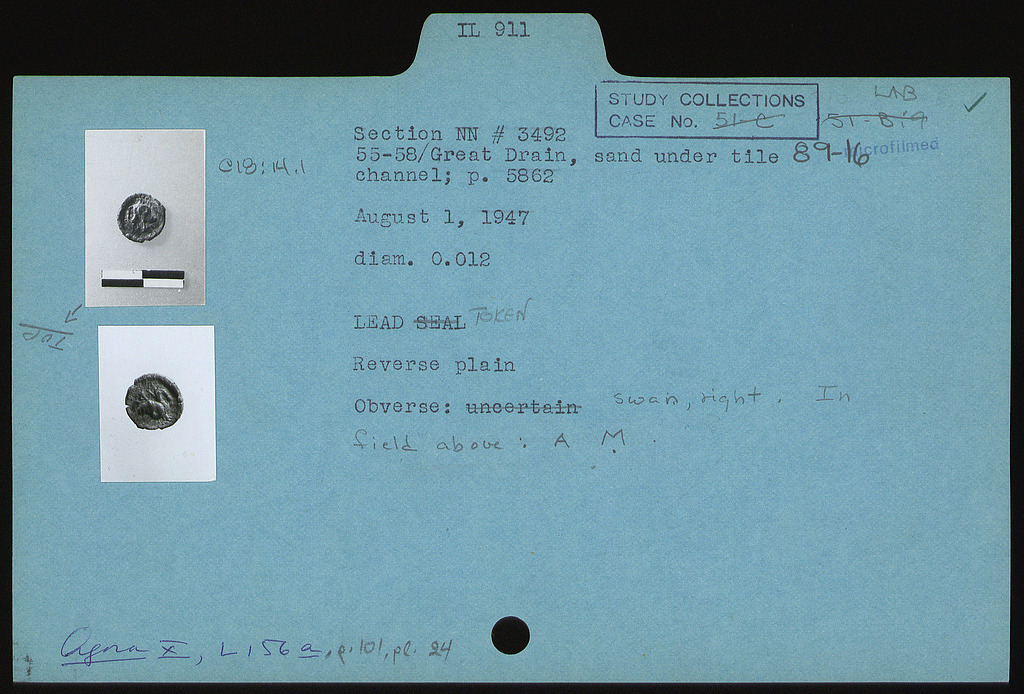 IL 911
STUDY COLLECTIONS
CASE No. 51-C
LAB
51-B19
✓
microfilmed
Section NN # 3492
C18:14.1
55-58/Great Drain, sand under tile 89-16
channel; p. 5862
August 1, 1947
diam. 0.012
LEAD SEAL TOKEN
TOP
Reverse plain
Obverse: uncertain swan, right. In
field above: A M.
Agora X, L156a, p. 101, pl. 24